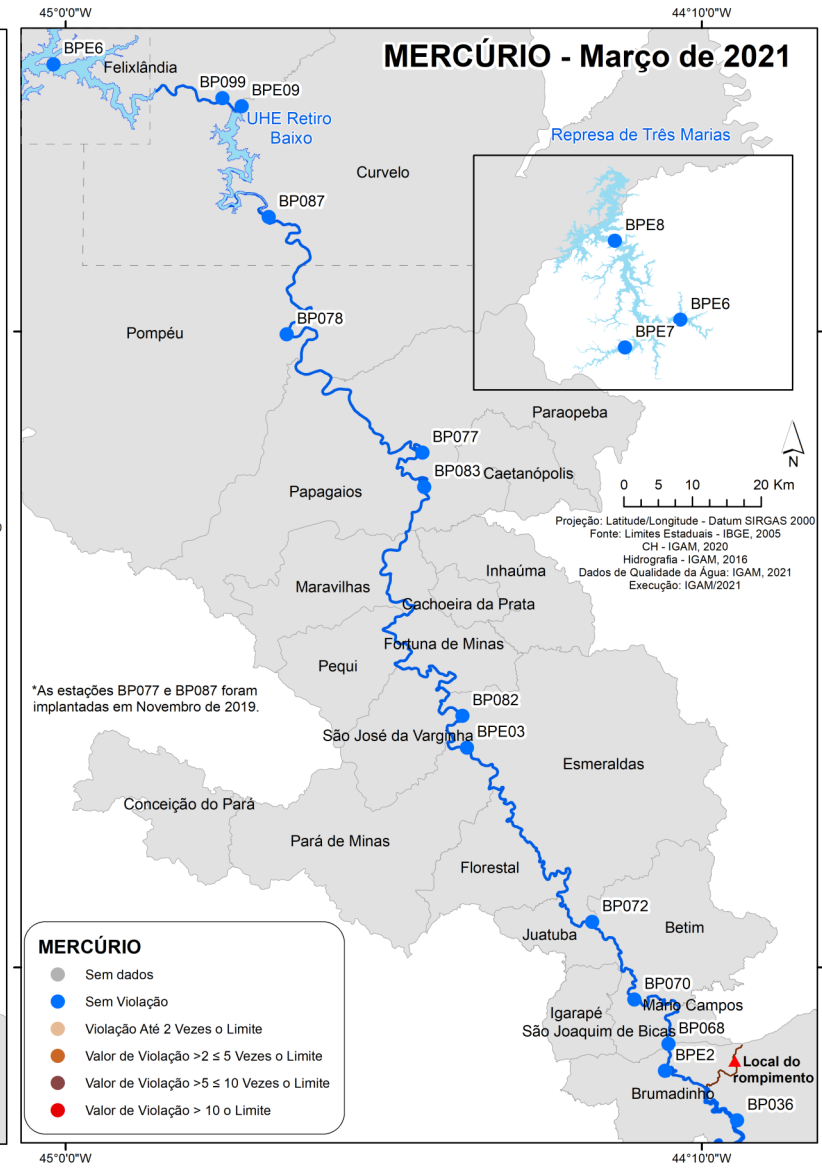 45°0'0"W
44°10'0"W
MERCÚRIO - Março de 2021
BPE6
Felixlândia
BP099
BPE09
UHE Retiro
Baixo
Represa de Três Marias
Curvelo
BP087
BPE8
BPE6
BPE7
BP078
Pompéu
Paraopeba
N
BP077
Caetanópolis
BP083
Papagaios
0 5 10 20 Km
Projeção: Latitude/Longitude - Datum SIRGAS 2000
Fonte: Limites Estaduais - IBGE, 2005
CH - IGAM, 2020
Hidrografia - IGAM, 2016
Dados de Qualidade da Água: IGAM, 2021
Execução: IGAM/2021
Inhaúma
Maravilhas
Cachoeira da Prata
Fortuna de Minas
Pequi
*As estações BP077 e BP087 foram
implantadas em Novembro de 2019.
BP082
São José da Varginha
BPE03
Esmeraldas
Conceição do Pará
Pará de Minas
Florestal
BP072
Juatuba
Betim
BP070
Mário Campos
Igarapé
São Joaquim de Bicas
BP068
BPE2
Local do
rompimento
Brumadinho
BP036
MERCÚRIO
Sem dados
Sem Violação
Violação Até 2 Vezes o Limite
Valor de Violação >2 ≤ 5 Vezes o Limite
Valor de Violação >5 ≤ 10 Vezes o Limite
Valor de Violação > 10 o Limite
45°0'0"W
44°10'0"W